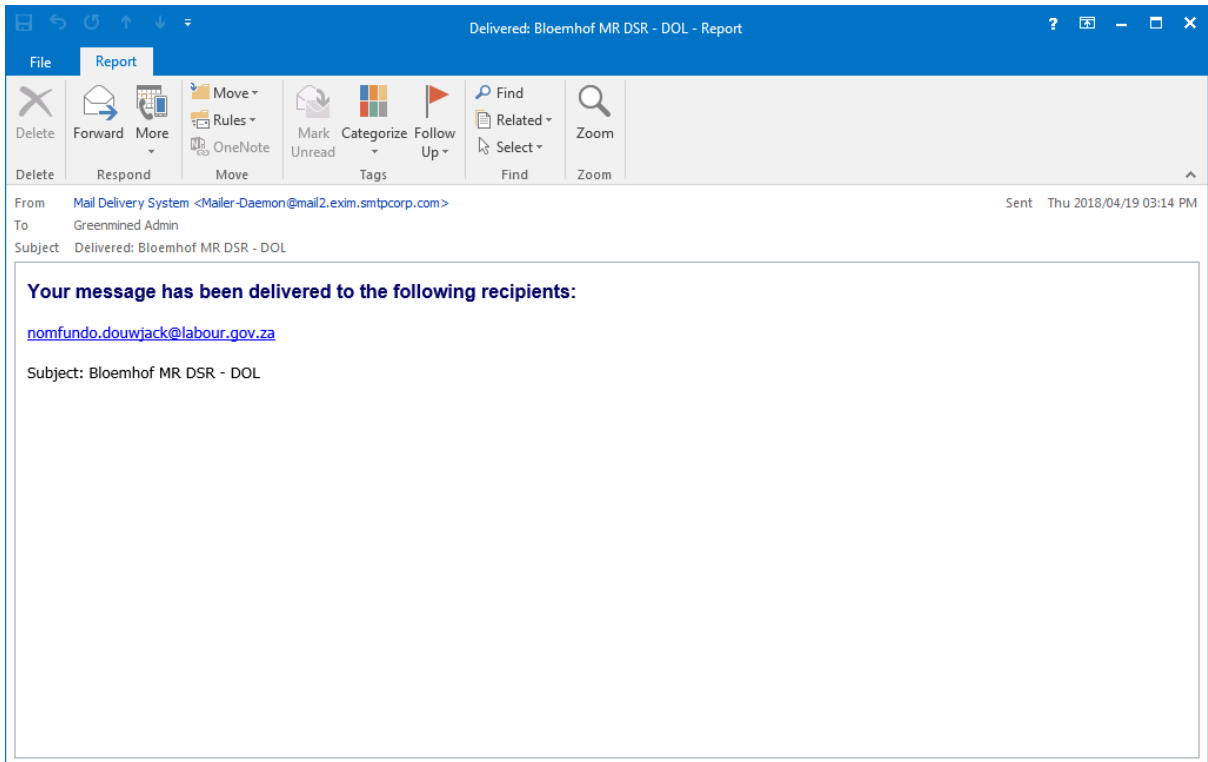 Delivered: Bloemhof MR DSR - DOL - Report
?
File Report
Delete
Forward
More
Move
Rules
OneNote
Mark Unread
Categorize
Follow Up
Find
Related
Select
Zoom
Delete Respond Move Tags Find Zoom
From Mail Delivery System <Mailer-Daemon@mail2.exim.smtpcorp.com> Sent Thu 2018/04/19 03:14 PM
To Greenmined Admin
Subject Delivered: Bloemhof MR DSR - DOL
Your message has been delivered to the following recipients:
nomfundo.douwjack@labour.gov.za
Subject: Bloemhof MR DSR - DOL